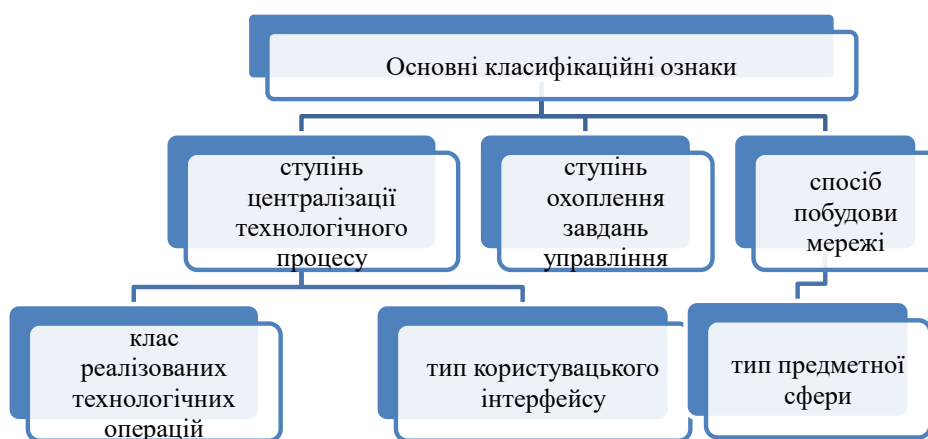 Основні класифікаційні ознаки
ступінь
централізації
технологічного
процесу
ступінь
охоплення
завдань
управління
спосіб
побудови
мережі
клас
реалізованих
технологічних
операцій
тип користувацького
інтерфейсу
тип предметної
сфери